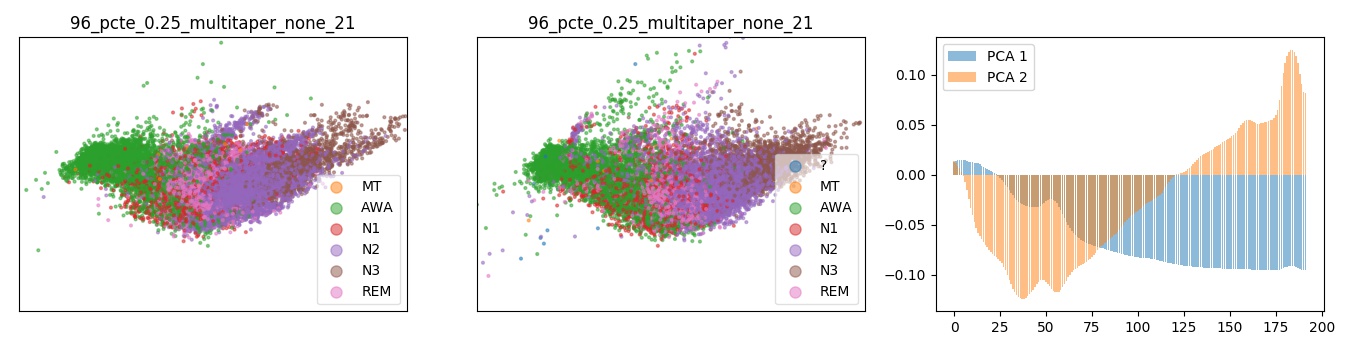 96_pcte_0.25_multitaper_none_21
MT
AWA
N1
N2
N3
REM
96_pcte_0.25_multitaper_none_21
?
MT
AWA
N1
N2
N3
REM
PCA 1
PCA 2
0.10
0.05
0.00
−0.05
−0.10
0 25 50 75 100 125 150 175 200